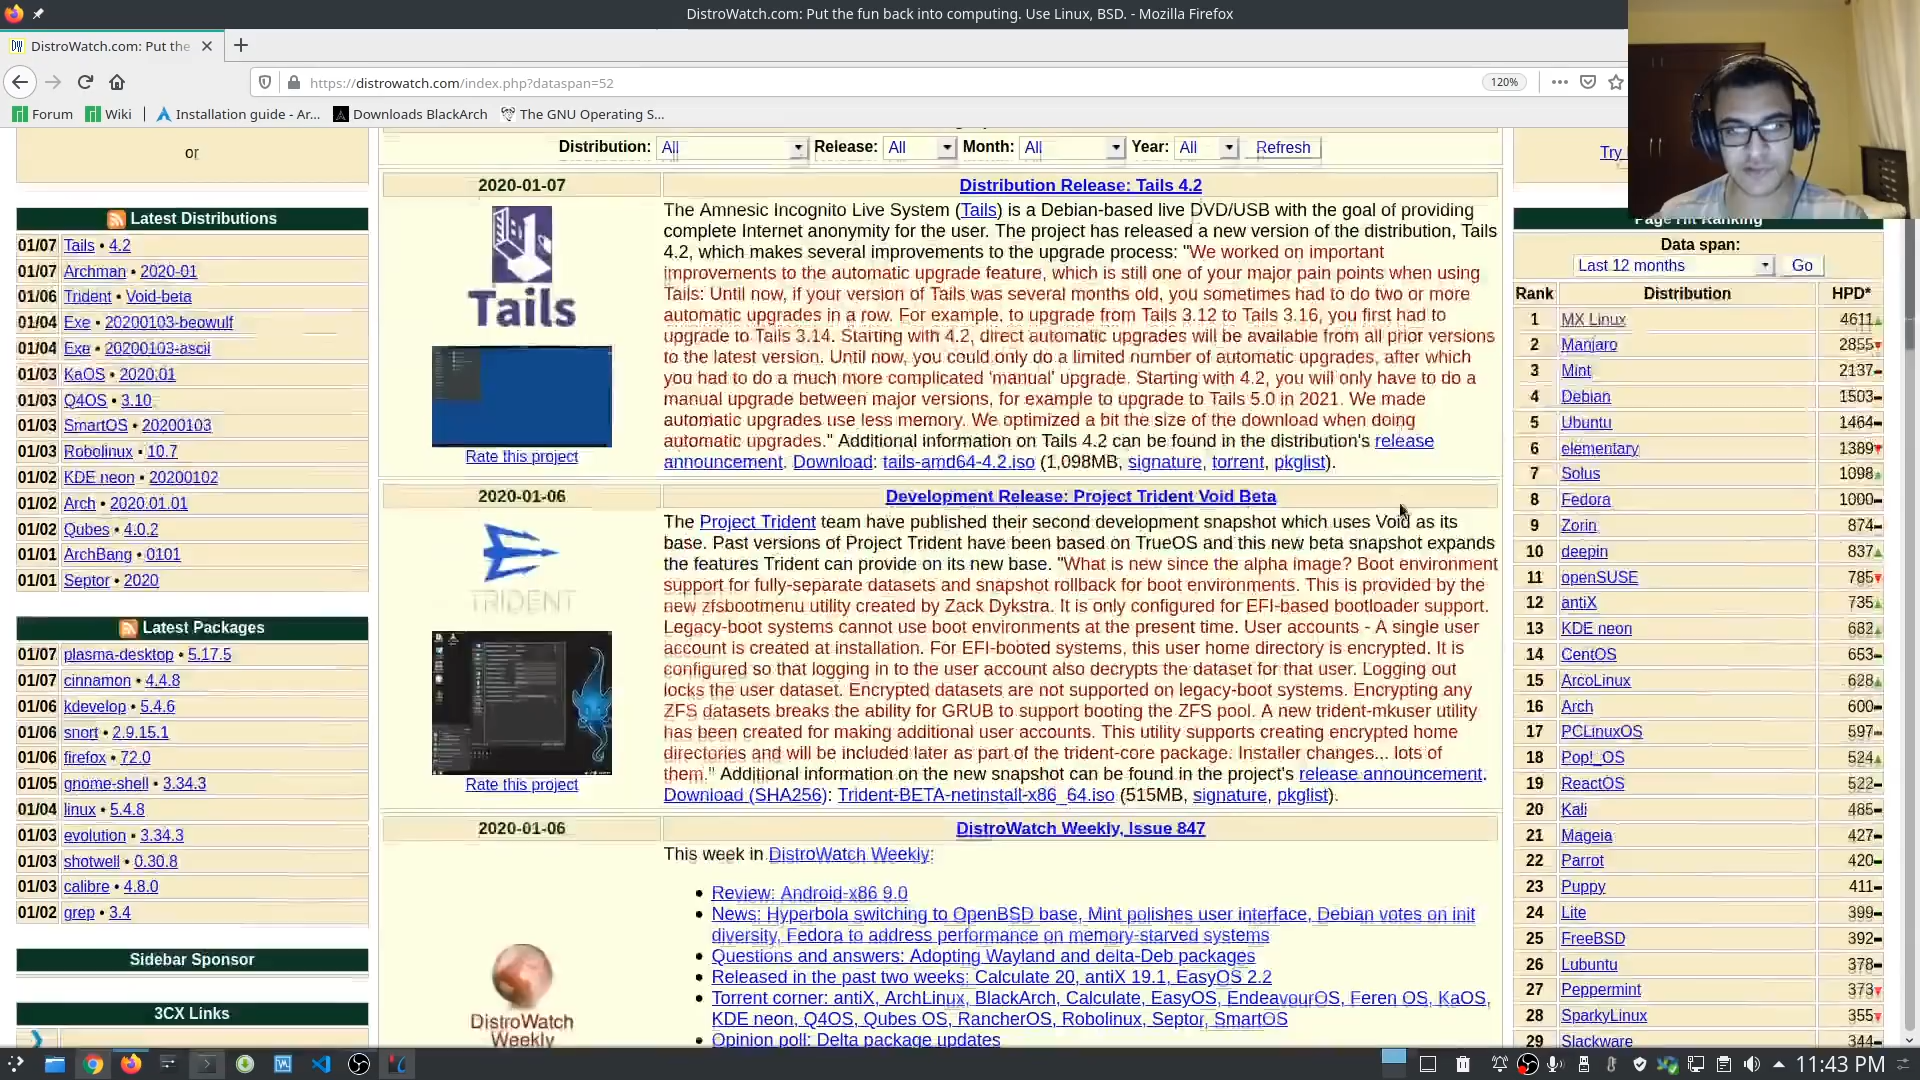 DistroWatch.com: Put the fun back into computing. Use Linux, BSD. - Mozilla Firefox
DistroWatch.com: Put the
https://distrowatch.com/index.php?dataspan=52
120%
Forum
Wiki
Installation guide - Ar...
Downloads BlackArch
The GNU Operating S...
or
Latest Distributions
01/07 Tails • 4.2
01/07 Archman • 2020-01
01/06 Trident • Void-beta
01/04 Exe • 20200103-beowulf
01/04 Exe • 20200103-ascii
01/03 KaOS • 2020.01
01/03 Q4OS • 3.10
01/03 SmartOS • 20200103
01/03 Robolinux • 10.7
01/02 KDE neon • 20200102
01/02 Arch • 2020.01.01
01/02 Qubes • 4.0.2
01/01 ArchBang • 0101
01/01 Septor • 2020
Latest Packages
01/07 plasma-desktop • 5.17.5
01/07 cinnamon • 4.4.8
01/06 kdevelop • 5.4.6
01/06 snort • 2.9.15.1
01/06 firefox • 72.0
01/05 gnome-shell • 3.34.3
01/04 linux • 5.4.8
01/03 evolution • 3.34.3
01/03 shotwell • 0.30.8
01/03 calibre • 4.8.0
01/02 grep • 3.4
Sidebar Sponsor
3CX Links
Distribution: All Release: All Month: All Year: All Refresh
2020-01-07
Distribution Release: Tails 4.2
Tails
Rate this project
The Amnesic Incognito Live System (Tails) is a Debian-based live DVD/USB with the goal of providing
complete Internet anonymity for the user. The project has released a new version of the distribution, Tails
4.2, which makes several improvements to the upgrade process: "We worked on important
improvements to the automatic upgrade feature, which is still one of your major pain points when using
Tails: Until now, if your version of Tails was several months old, you sometimes had to do two or more
automatic upgrades in a row. For example, to upgrade from Tails 3.12 to Tails 3.16, you first had to
upgrade to Tails 3.14. Starting with 4.2, direct automatic upgrades will be available from all prior versions
to the latest version. Until now, you could only do a limited number of automatic upgrades, after which
you had to do a much more complicated 'manual' upgrade. Starting with 4.2, you will only have to do a
manual upgrade between major versions, for example to upgrade to Tails 5.0 in 2021. We made
automatic upgrades use less memory. We optimized a bit the size of the download when doing
automatic upgrades." Additional information on Tails 4.2 can be found in the distribution's release
announcement. Download: tails-amd64-4.2.iso (1,098MB, signature, torrent, pkglist).
2020-01-06
Development Release: Project Trident Void Beta
TRIDENT
Rate this project
The Project Trident team have published their second development snapshot which uses Void as its
base. Past versions of Project Trident have been based on TrueOS and this new beta snapshot expands
the features Trident can provide on its new base. "What is new since the alpha image? Boot environment
support for fully-separate datasets and snapshot rollback for boot environments. This is provided by the
new zfsbootmenu utility created by Zack Dykstra. It is only configured for EFI-based bootloader support.
Legacy-boot systems cannot use boot environments at the present time. User accounts - A single user
account is created at installation. For EFI-booted systems, this user home directory is encrypted. It is
configured so that logging in to the user account also decrypts the dataset for that user. Logging out
locks the user dataset. Encrypted datasets are not supported on legacy-boot systems. Encrypting any
ZFS datasets breaks the ability for GRUB to support booting the ZFS pool. A new trident-mkuser utility
has been created for making additional user accounts. This utility supports creating encrypted home
directories and will be included later as part of the trident-core package. Installer changes... lots of
them." Additional information on the new snapshot can be found in the project's release announcement.
Download (SHA256): Trident-BETA-netinstall-x86_64.iso (515MB, signature, pkglist).
2020-01-06
DistroWatch Weekly, Issue 847
DistroWatch
Weekly
This week in DistroWatch Weekly:
• Review: Android-x86 9.0
• News: Hyperbola switching to OpenBSD base, Mint polishes user interface, Debian votes on init
diversity, Fedora to address performance on memory-starved systems
• Questions and answers: Adopting Wayland and delta-Deb packages
• Released in the past two weeks: Calculate 20, antiX 19.1, EasyOS 2.2
• Torrent corner: antiX, ArchLinux, BlackArch, Calculate, EasyOS, EndeavourOS, Feren OS, KaOS,
KDE neon, Q4OS, Qubes OS, RancherOS, Robolinux, Septor, SmartOS
• Opinion poll: Delta package updates
Try
Page Hit Ranking
Data span:
Last 12 months Go
Rank Distribution HPD*
1 MX Linux 4611
2 Manjaro 2855
3 Mint 2137
4 Debian 1503
5 Ubuntu 1464
6 elementary 1389
7 Solus 1098
8 Fedora 1000
9 Zorin 874
10 deepin 837
11 openSUSE 785
12 antiX 735
13 KDE neon 682
14 CentOS 653
15 ArcoLinux 628
16 Arch 600
17 PCLinuxOS 597
18 Pop!_OS 524
19 ReactOS 522
20 Kali 485
21 Mageia 427
22 Parrot 420
23 Puppy 411
24 Lite 399
25 FreeBSD 392
26 Lubuntu 378
27 Peppermint 373
28 SparkyLinux 355
29 Slackware 344
11:43 PM